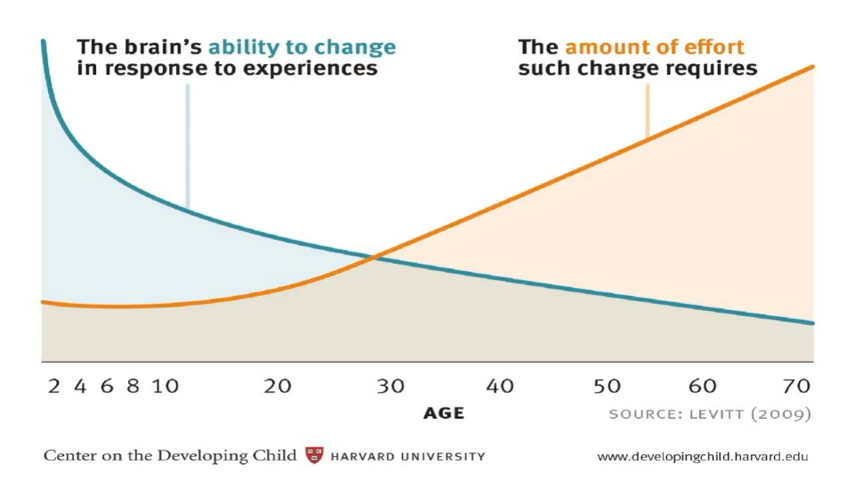 The brain's ability to change
in response to experiences
The amount of effort
such change requires
2 4 6 8 10 20 30 40 50 60 70
AGE
SOURCE: LEVITT (2009)
Center on the Developing Child HARVARD UNIVERSITY
www.developingchild.harvard.edu